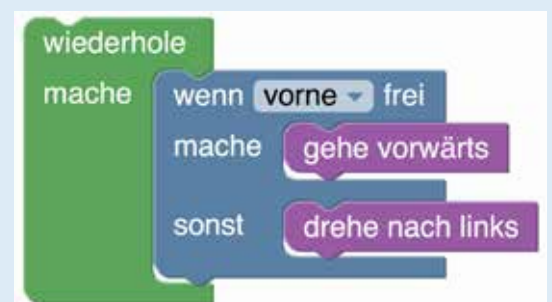 wiederhole
mache
wenn vorne frei
mache gehe vorwärts
sonst drehe nach links